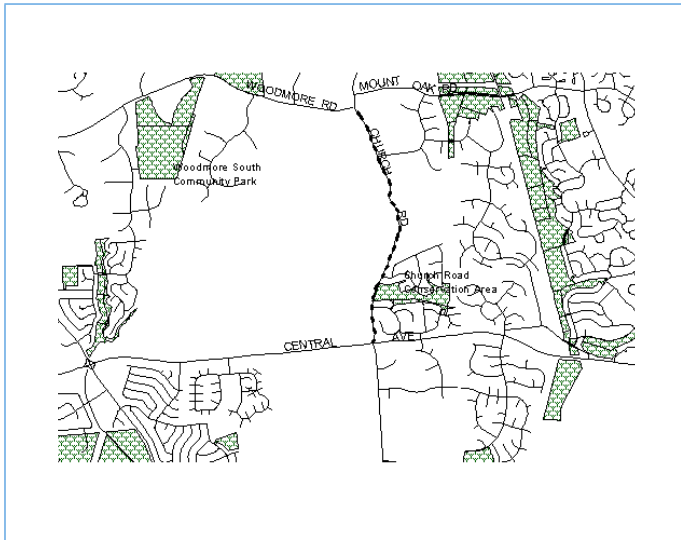 WOODMORE RD
MOUNT OAK RD
CHURCH RD
Woodmore South
Community Park
Church Road
Conservation Area
CENTRAL AVE